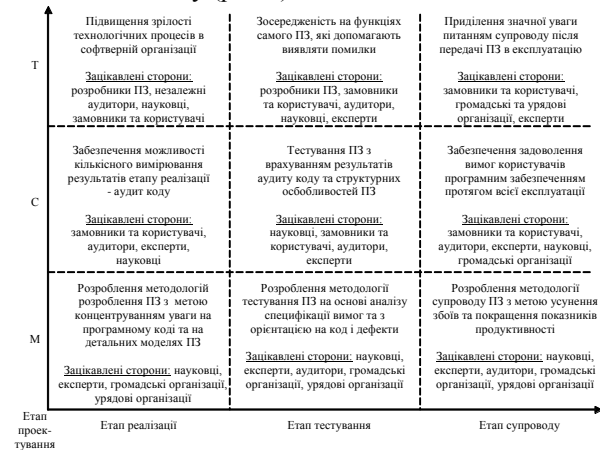 Підвищення зрілості
технологічних процесів в
софтверній організації
Зацікавлені сторони:
розробники ПЗ, незалежні
аудитори, науковці,
замовники та користувачі
Зосередженість на функціях
самого ПЗ, які допомагають
виявляти помилки
Зацікавлені сторони:
розробники ПЗ, замовники
та користувачі, аудитори,
науковці, експерти
Приділення значної уваги
питанням супроводу після
передачі ПЗ в експлуатацію
Зацікавлені сторони:
замовники та користувачі,
громадські та урядові
організації, експерти
Т
Забезпечення можливості
кількісного вимірювання
результатів етапу реалізації
- аудит коду
Зацікавлені сторони:
замовники та користувачі,
аудитори, експерти,
науковці
Тестування ПЗ з
врахуванням результатів
аудиту коду та структурних
осбобливостей ПЗ
Зацікавлені сторони:
науковці, замовники та
користувачі, аудитори,
експерти
Забезпечення задоволення
вимог користувачів
програмним забезпеченням
протягом всієї експлуатації
Зацікавлені сторони:
замовники та користувачі,
аудитори, експерти, науковці,
громадські організації
С
Розроблення методологій
розроблення ПЗ з метою
концентруванням уваги на
програмному коді та на
детальних моделях ПЗ
Зацікавлені сторони: науковці,
експерти, громадські організації,
урядові організації
Розроблення методології
тестування ПЗ на основі аналізу
специфікації вимог та з
орієнтацією на код і дефекти
Зацікавлені сторони: науковці,
експерти, аудитори, громадські
організації, урядові організації
Розроблення методології
супроводу ПЗ з метою усунення
збоїв та покращення показників
продуктивності
Зацікавлені сторони: науковці,
експерти, аудитори, громадські
організації, урядові організації
М
Етап
проек-
тування
Етап реалізації
Етап тестування
Етап супроводу